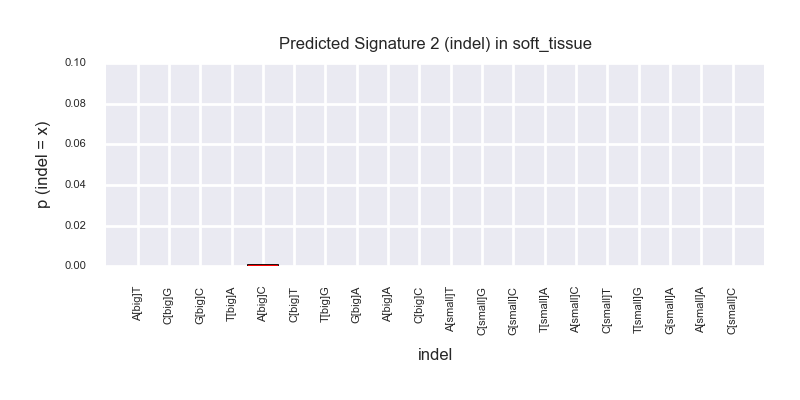 Predicted Signature 2 (indel) in soft_tissue
p (indel = x)
0.10
0.08
0.06
0.04
0.02
0.00
A[big]T
C[big]G
G[big]C
T[big]A
A[big]C
C[big]T
T[big]G
G[big]A
A[big]A
C[big]C
A[small]T
C[small]G
G[small]C
T[small]A
A[small]C
C[small]T
T[small]G
G[small]A
A[small]A
C[small]C
indel